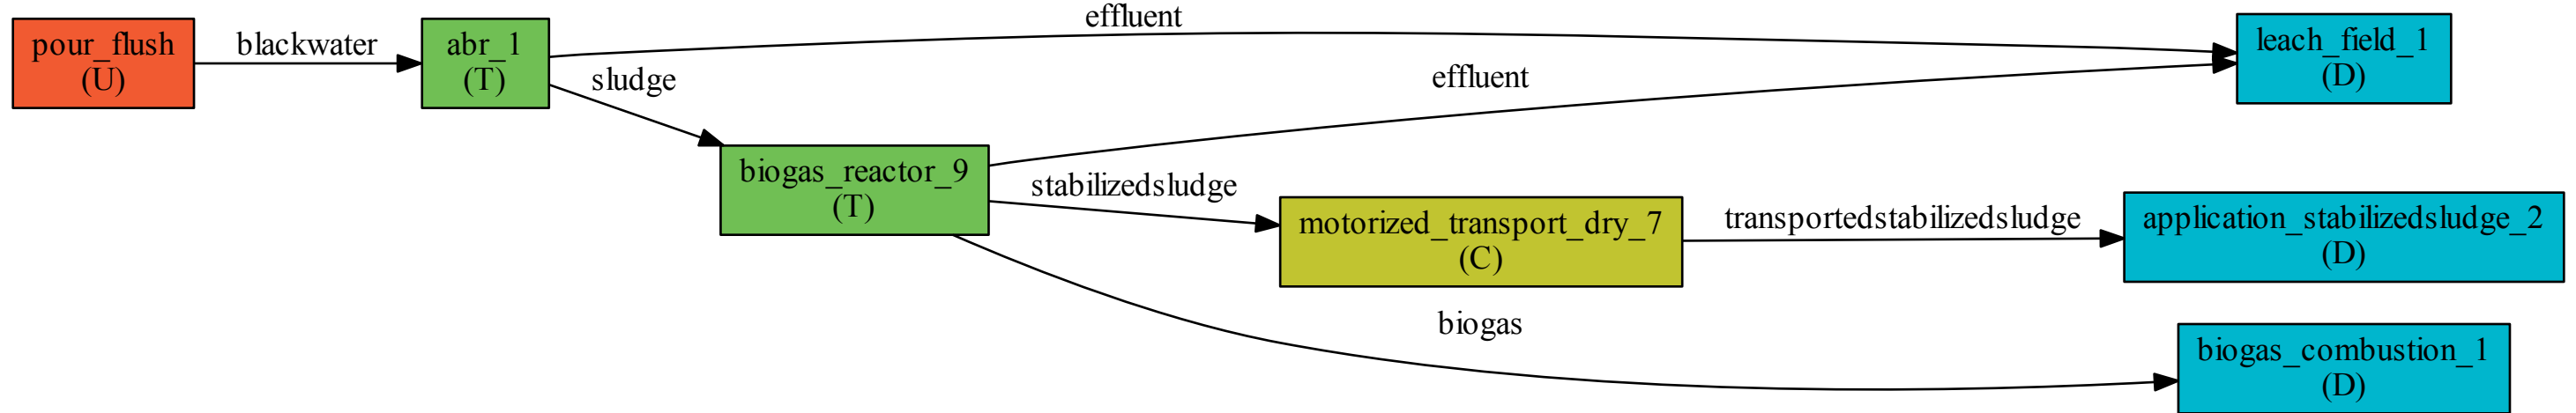 pour_flush
(U)
blackwater
abr_1
(T)
effluent
sludge
leach_field_1
(D)
effluent
biogas_reactor_9
(T)
stabilizedsludge
motorized_transport_dry_7
(C)
transportedstabilizedsludge
application_stabilizedsludge_2
(D)
biogas
biogas_combustion_1
(D)